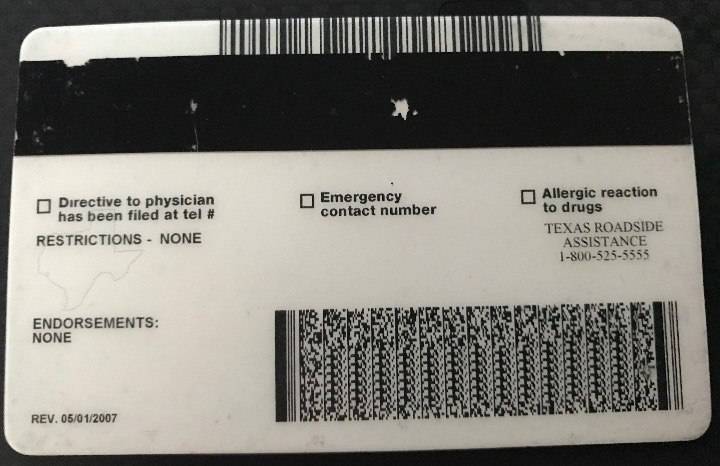 Directive to physician
has been filed at tel #
Emergency
contact number
Allergic reaction
to drugs
RESTRICTIONS - NONE
TEXAS ROADSIDE
ASSISTANCE
1-800-525-5555
ENDORSEMENTS:
NONE
REV. 05/01/2007